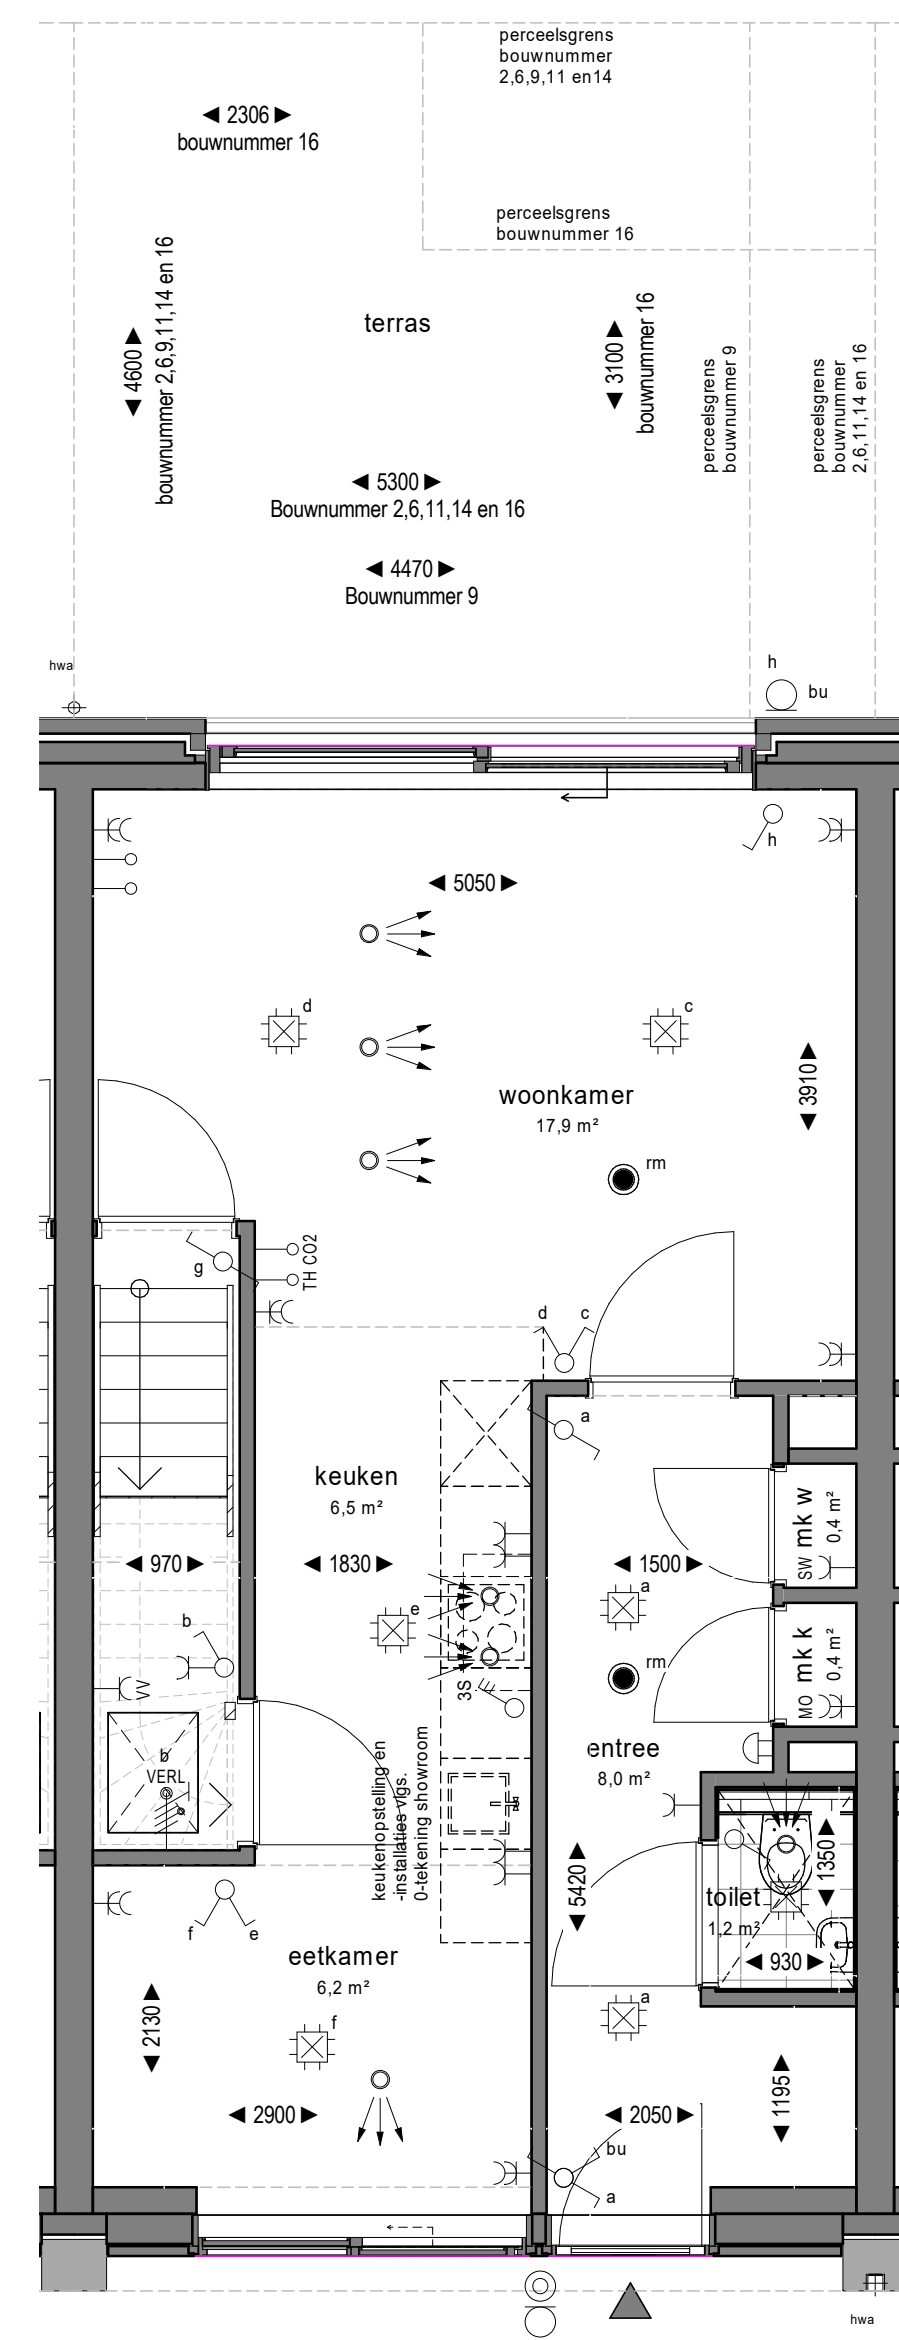 perceelsgrens
bouwnummer
2,6,9,11 en14
2306
bouwnummer 16
perceelsgrens
bouwnummer 16
4600
bouwnummer 2,6,9,11,14 en 16
terras
3100
bouwnummer 16
perceelsgrens
bouwnummer 9
perceelsgrens
bouwnummer
2,6,11,14 en 16
5300
Bouwnummer 2,6,11,14 en 16
4470
Bouwnummer 9
hwa
h
bu
h
5050
d
c
3910
woonkamer
17,9 m²
rm
g
TH CO2
d
c
a
keuken
6,5 m²
mk w
SW
0,4 m²
970
1830
1500
a
e
b
rm
mk k
MO
0,4 m²
3S
VV
b
VERL
entree
8,0 m²
keukenopstelling en
-installaties vlgs.
0-tekening showroom
1350
5420
toilet
1,2 m²
f
e
eetkamer
6,2 m²
930
2130
f
a
1195
2900
2050
bu
a
hwa